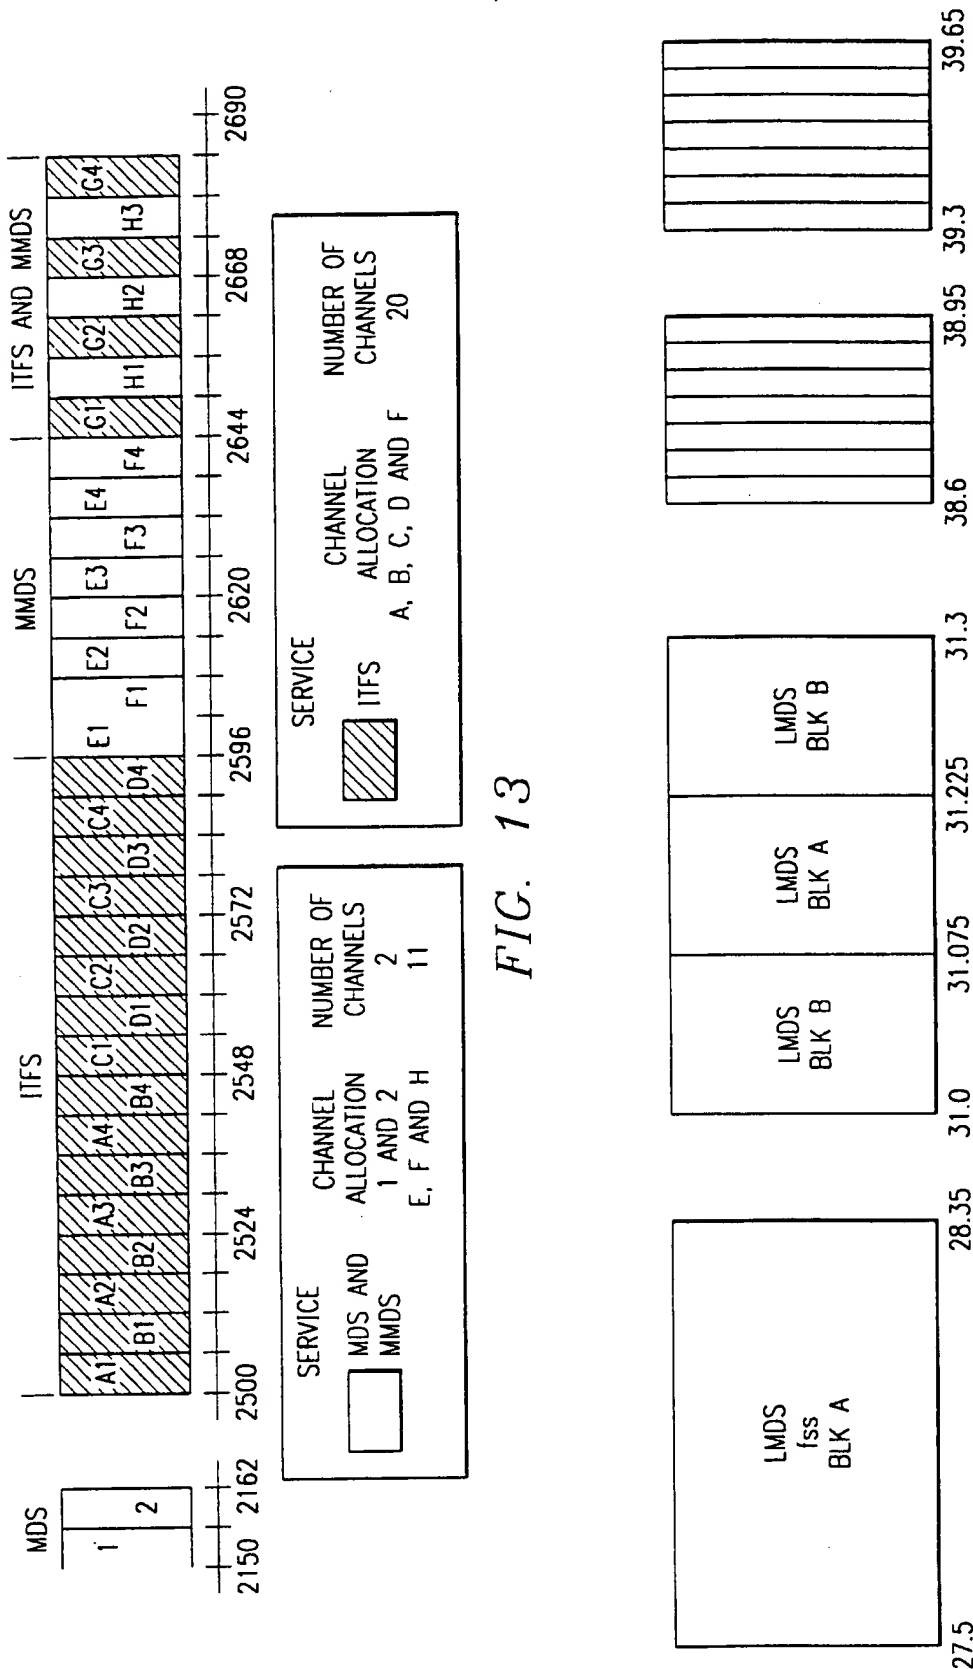 MDS
ITFS
MMDS
ITFS AND MMDS
1
2
A1
B1
A2
B2
A3
B3
A4
B4
C1
D1
C2
D2
C3
D3
C4
D4
E1
F1
E2
F2
E3
F3
E4
F4
G1
H1
G2
H2
G3
H3
G4
2150
2162
2500
2524
2548
2572
2596
2620
2644
2668
2690
SERVICE
MDS AND
MMDS
CHANNEL
ALLOCATION
1 AND 2
E, F AND H
NUMBER OF
CHANNELS
2
11
SERVICE
ITFS
CHANNEL
ALLOCATION
A, B, C, D AND F
NUMBER OF
CHANNELS
20
FIG. 13
LMDS
fss
BLK A
LMDS
BLK B
LMDS
BLK A
LMDS
BLK B
27.5
28.35
31.0
31.075
31.225
31.3
38.6
38.95
39.3
39.65